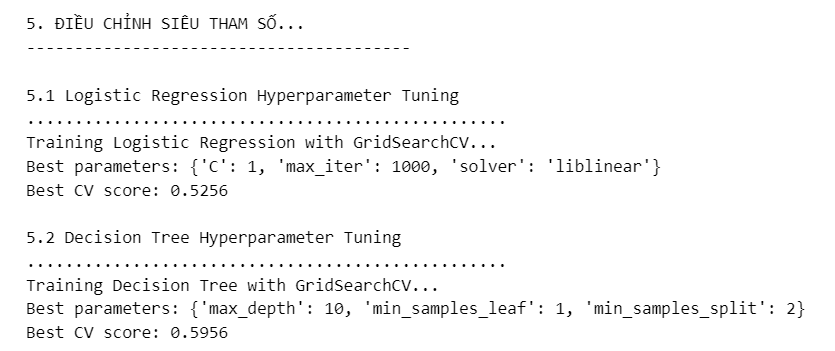 5. ĐIỀU CHỈNH SIÊU THAM SỐ...
----------------------------------------
5.1 Logistic Regression Hyperparameter Tuning
..................................................
Training Logistic Regression with GridSearchCV...
Best parameters: {'C': 1, 'max_iter': 1000, 'solver': 'liblinear'}
Best CV score: 0.5256
5.2 Decision Tree Hyperparameter Tuning
..................................................
Training Decision Tree with GridSearchCV...
Best parameters: {'max_depth': 10, 'min_samples_leaf': 1, 'min_samples_split': 2}
Best CV score: 0.5956